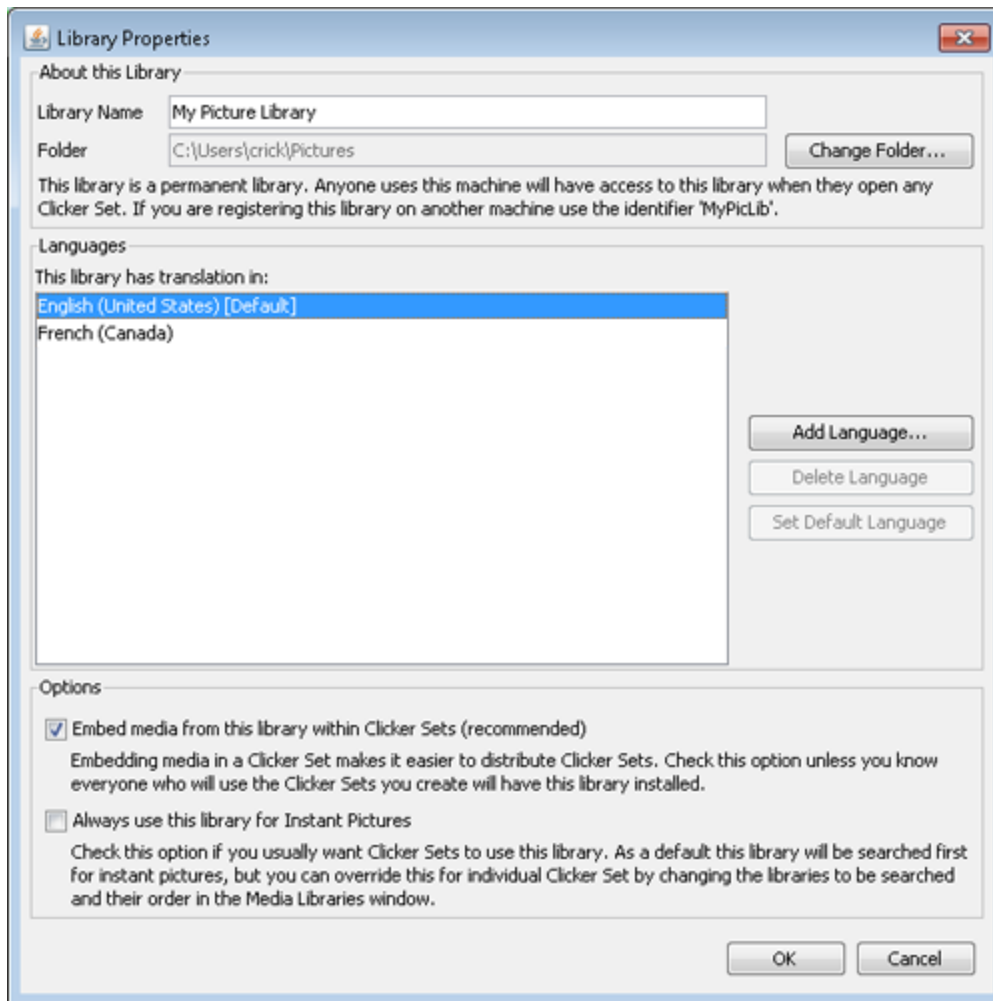 Library Properties
About this Library
Library Name My Picture Library
Folder C:\Users\crick\Pictures Change Folder...
This library is a permanent library. Anyone uses this machine will have access to this library when they open any
Clicker Set. If you are registering this library on another machine use the identifier 'MyPicLib'.
Languages
This library has translation in:
English (United States) [Default]
French (Canada)
Add Language...
Delete Language
Set Default Language
Options
Embed media from this library within Clicker Sets (recommended)
Embedding media in a Clicker Set makes it easier to distribute Clicker Sets. Check this option unless you know
everyone who will use the Clicker Sets you create will have this library installed.
Always use this library for Instant Pictures
Check this option if you usually want Clicker Sets to use this library. As a default this library will be searched first
for instant pictures, but you can override this for individual Clicker Set by changing the libraries to be searched
and their order in the Media Libraries window.
OK Cancel